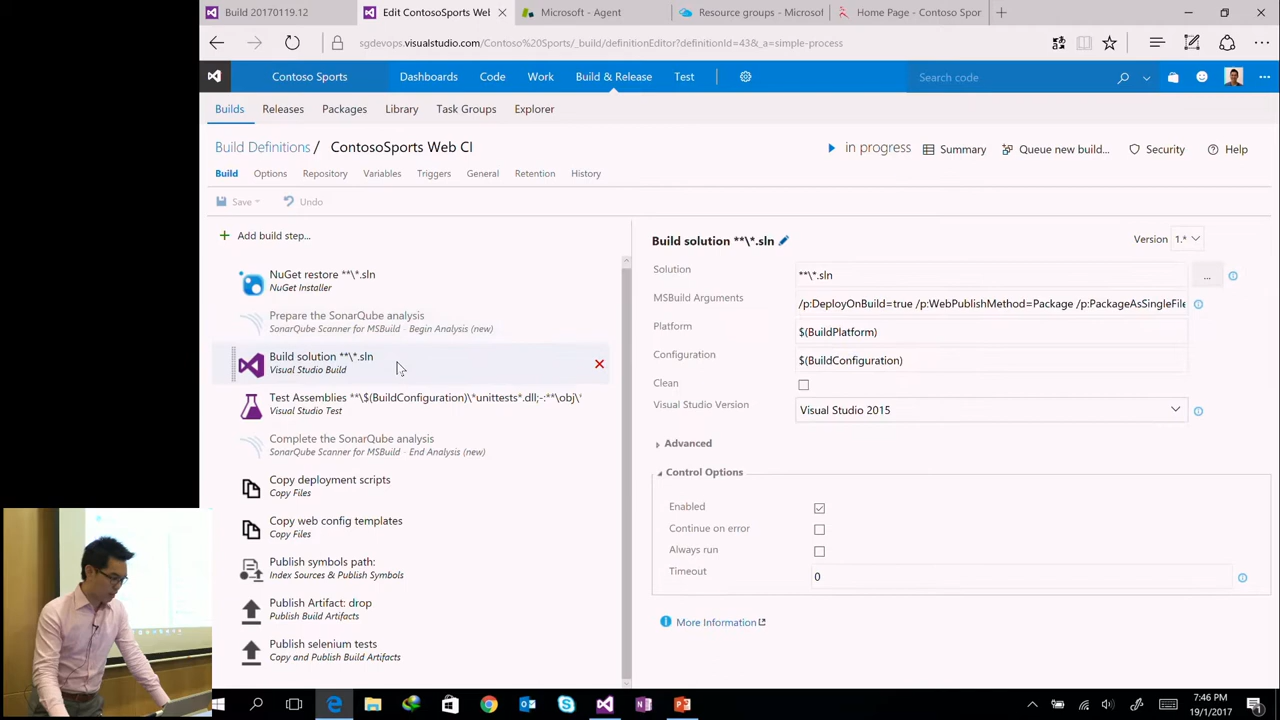 Build 20170119.12
Edit ContosoSports Wel
Microsoft - Agent
Resource groups - Microsof
Home Page - Contoso Spor
sgdevops.visualstudio.com/Contoso%20Sports/_build/definitionEditor?definitionId=43&_a=simple-process
Contoso Sports
Dashboards
Code
Work
Build & Release
Test
Search code
Builds
Releases
Packages
Library
Task Groups
Explorer
Build Definitions / ContosoSports Web CI
in progress
Summary
Queue new build...
Security
Help
Build
Options
Repository
Variables
Triggers
General
Retention
History
Save
Undo
Add build step...
NuGet restore **\*.sln
NuGet Installer
Prepare the SonarQube analysis
SonarQube Scanner for MSBuild - Begin Analysis (new)
Build solution **\*.sln
Visual Studio Build
Test Assemblies **\$(BuildConfiguration)\*unittests*.dll;-:**\obj\*
Visual Studio Test
Complete the SonarQube analysis
SonarQube Scanner for MSBuild - End Analysis (new)
Copy deployment scripts
Copy Files
Copy web config templates
Copy Files
Publish symbols path:
Index Sources & Publish Symbols
Publish Artifact: drop
Publish Build Artifacts
Publish selenium tests
Copy and Publish Build Artifacts
Build solution **\*.sln
Version 1.*
Solution
**\*.sln
...
MSBuild Arguments
/p:DeployOnBuild=true /p:WebPublishMethod=Package /p:PackageAsSingleFile
Platform
$(BuildPlatform)
Configuration
$(BuildConfiguration)
Clean
Visual Studio Version
Visual Studio 2015
Advanced
Control Options
Enabled
Continue on error
Always run
Timeout
0
More Information
7:46 PM
19/1/2017